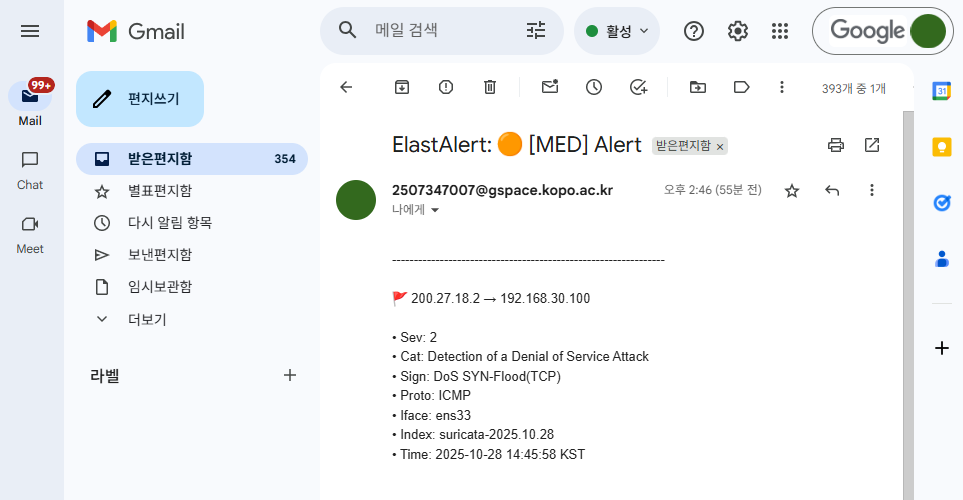 Gmail
메일 검색
활성
Google
99+
Mail
Chat
Meet
편지쓰기
받은편지함 354
별표편지함
다시 알림 항목
보낸편지함
임시보관함
더보기
라벨
393개 중 1개
31
ElastAlert: 🟠 [MED] Alert 받은편지함 ×
2507347007@gspace.kopo.ac.kr 오후 2:46 (55분 전)
나에게
---------------------------------------------------------------
🚩 200.27.18.2 → 192.168.30.100
• Sev: 2
• Cat: Detection of a Denial of Service Attack
• Sign: DoS SYN-Flood(TCP)
• Proto: ICMP
• Iface: ens33
• Index: suricata-2025.10.28
• Time: 2025-10-28 14:45:58 KST